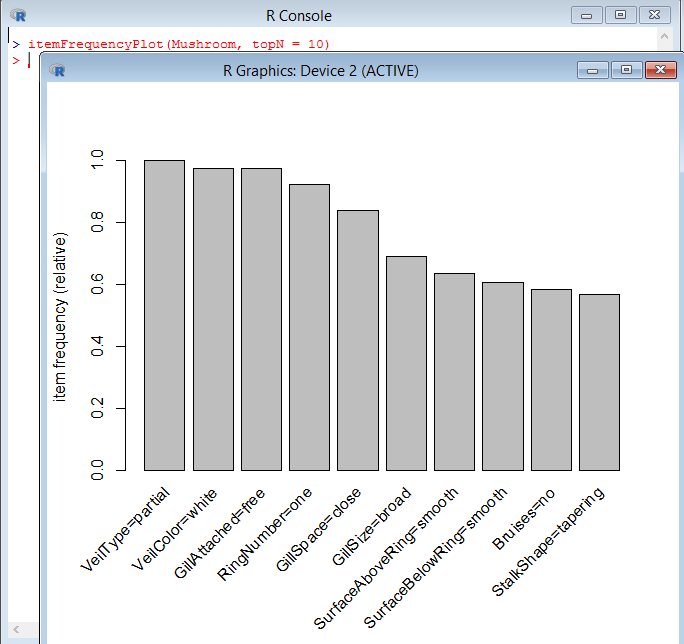 R Console
> itemFrequencyPlot(Mushroom, topN = 10)
>
R Graphics: Device 2 (ACTIVE)
item frequency (relative)
1.0
0.8
0.6
0.4
0.2
0.0
VeilType=partial
VeilColor=white
GillAttached=free
RingNumber=one
GillSpace=close
GillSize=broad
SurfaceAboveRing=smooth
SurfaceBelowRing=smooth
Bruises=no
StalkShape=tapering